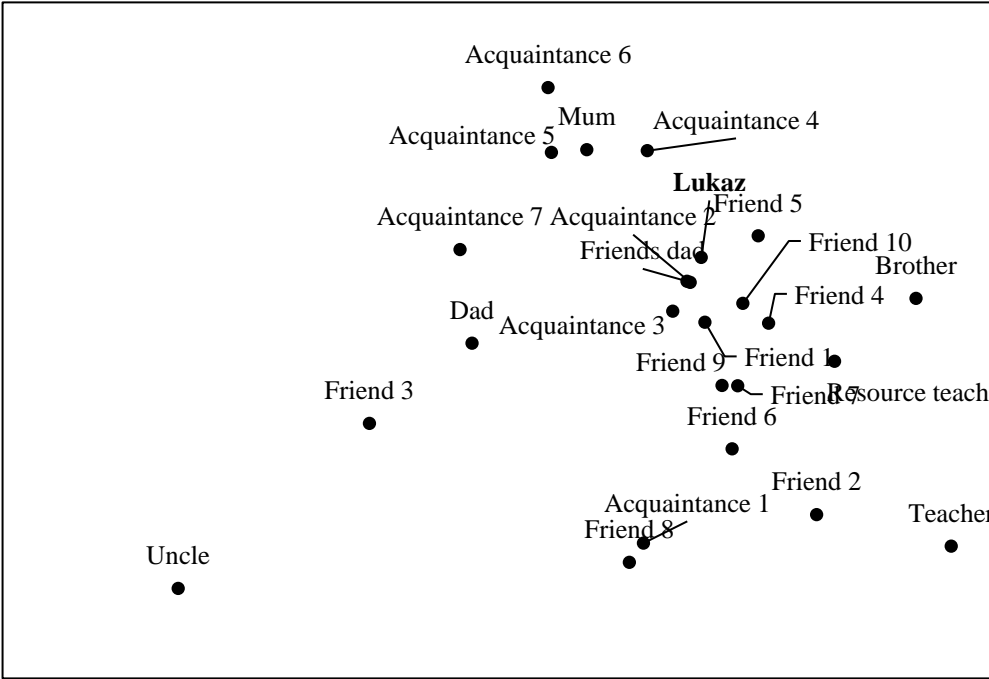 Acquaintance 6
Mum
Acquaintance 4
Acquaintance 5
Lukaz
Friend 5
Acquaintance 7
Acquaintance 2
Friends dad
Friend 10
Brother
Friend 4
Dad
Acquaintance 3
Friend 9
Friend 1
Friend 3
Friend 7
Resource teach
Friend 6
Friend 2
Acquaintance 1
Teacher
Friend 8
Uncle